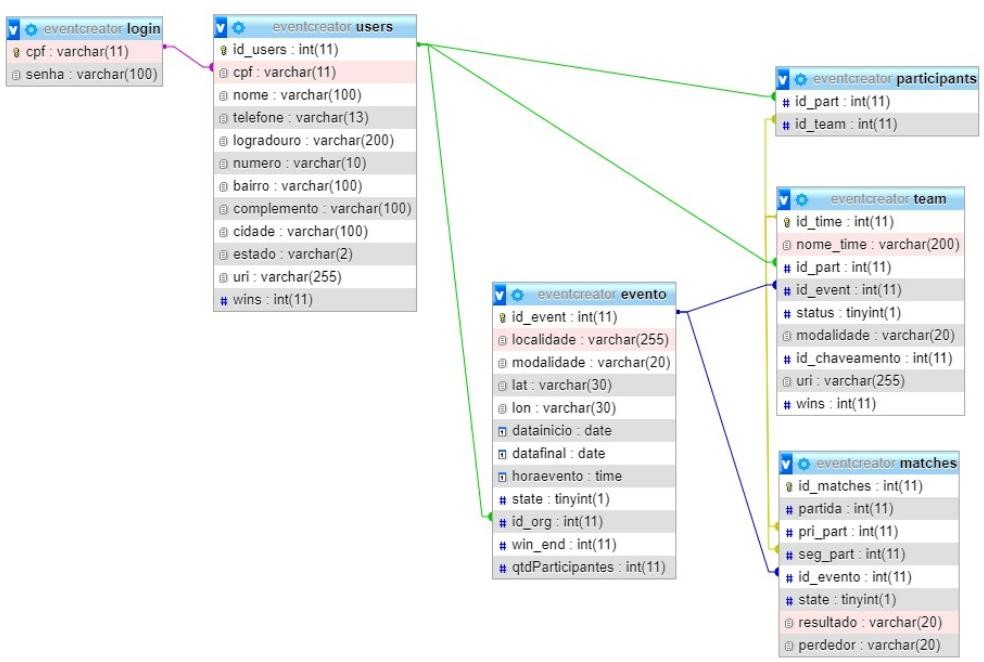 eventcreator login
cpf : varchar(11)
senha : varchar(100)
eventcreator users
id_users : int(11)
cpf : varchar(11)
nome : varchar(100)
telefone : varchar(13)
logradouro : varchar(200)
numero : varchar(10)
bairro : varchar(100)
complemento : varchar(100)
cidade : varchar(100)
estado : varchar(2)
uri : varchar(255)
wins : int(11)
eventcreator evento
id_event : int(11)
localidade : varchar(255)
modalidade : varchar(20)
lat : varchar(30)
lon : varchar(30)
datainicio : date
datafinal : date
horaevento : time
state : tinyint(1)
id_org : int(11)
win_end : int(11)
qtdParticipantes : int(11)
eventcreator participants
id_part : int(11)
id_team : int(11)
eventcreator team
id_time : int(11)
nome_time : varchar(200)
id_part : int(11)
id_event : int(11)
status : tinyint(1)
modalidade : varchar(20)
id_chaveamento : int(11)
uri : varchar(255)
wins : int(11)
eventcreator matches
id_matches : int(11)
partida : int(11)
pri_part : int(11)
seg_part : int(11)
id_evento : int(11)
state : tinyint(1)
resultado : varchar(20)
perdedor : varchar(20)